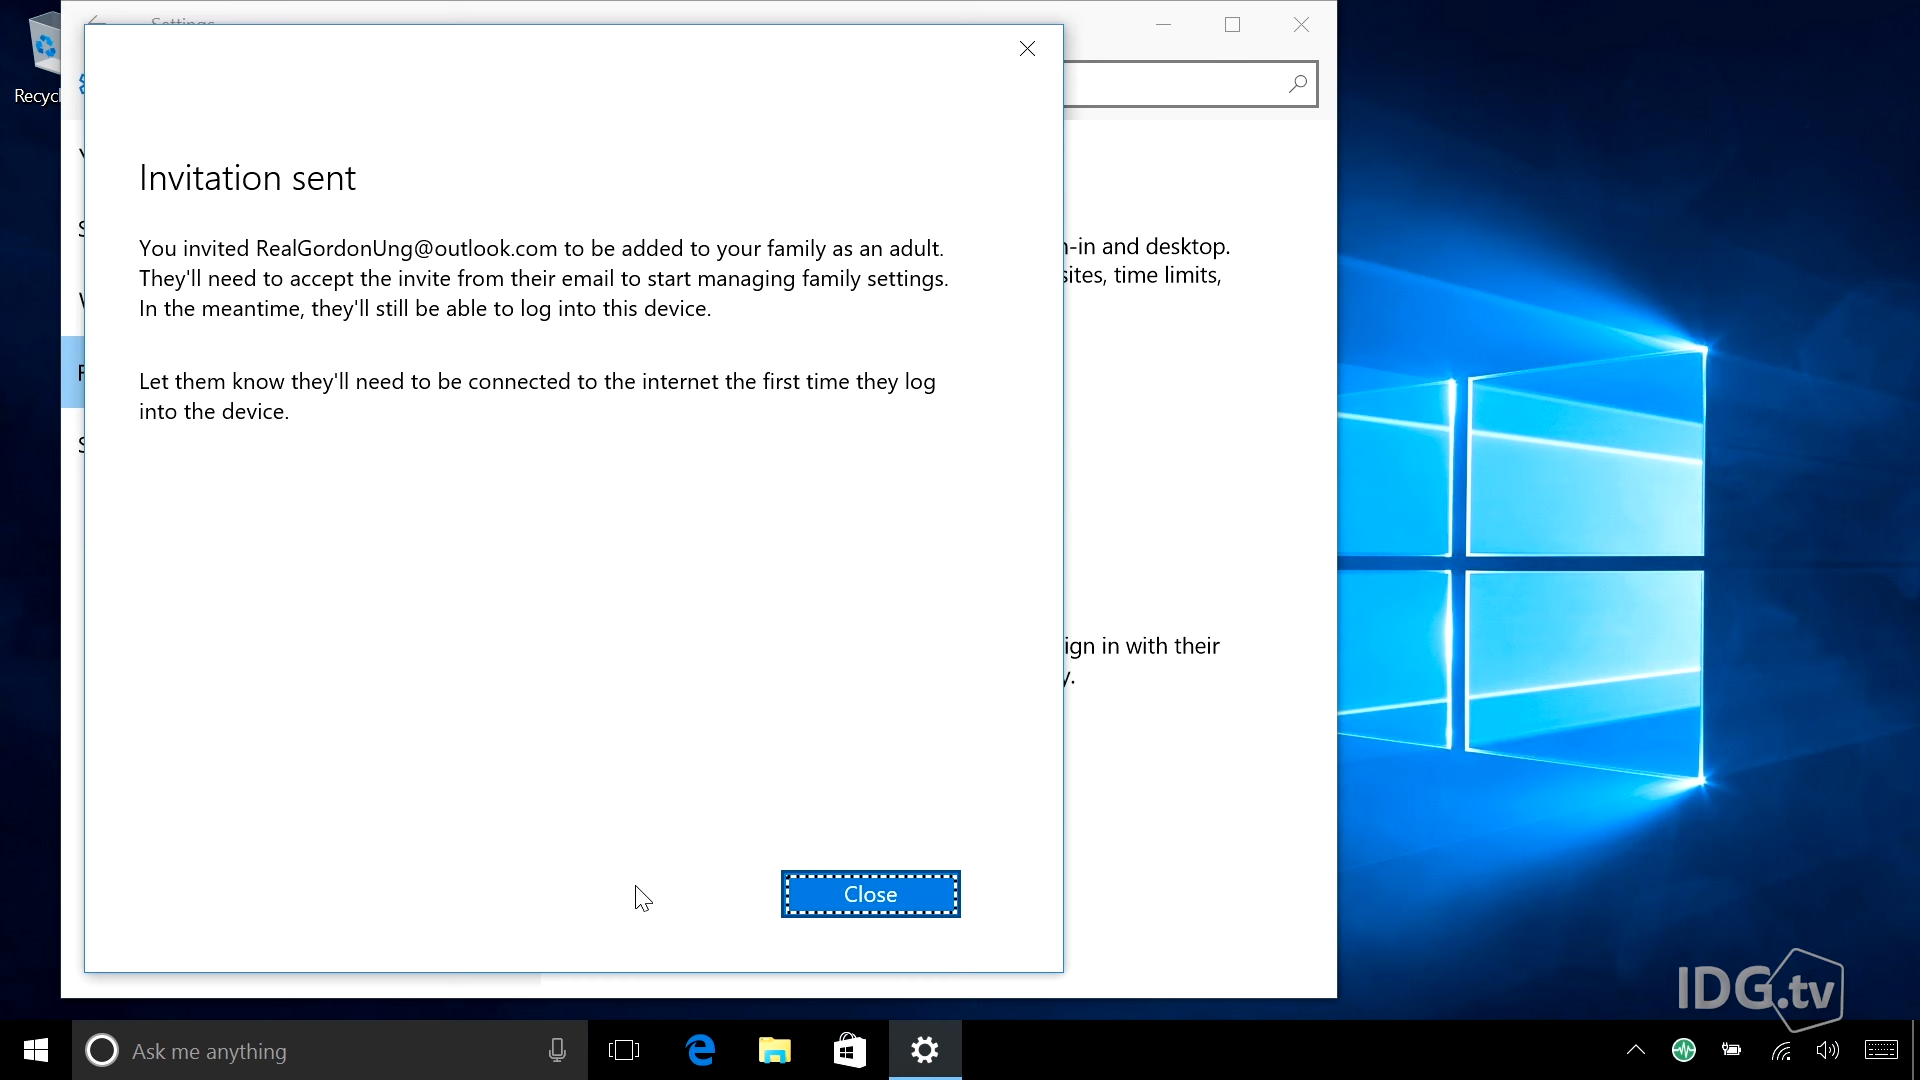 Settings
Recycl
Invitation sent
You invited RealGordonUng@outlook.com to be added to your family as an adult.
They'll need to accept the invite from their email to start managing family settings.
In the meantime, they'll still be able to log into this device.
Let them know they'll need to be connected to the internet the first time they log
into the device.
n-in and desktop.
sites, time limits,
ign in with their
y.
Close
IDG.tv
Ask me anything